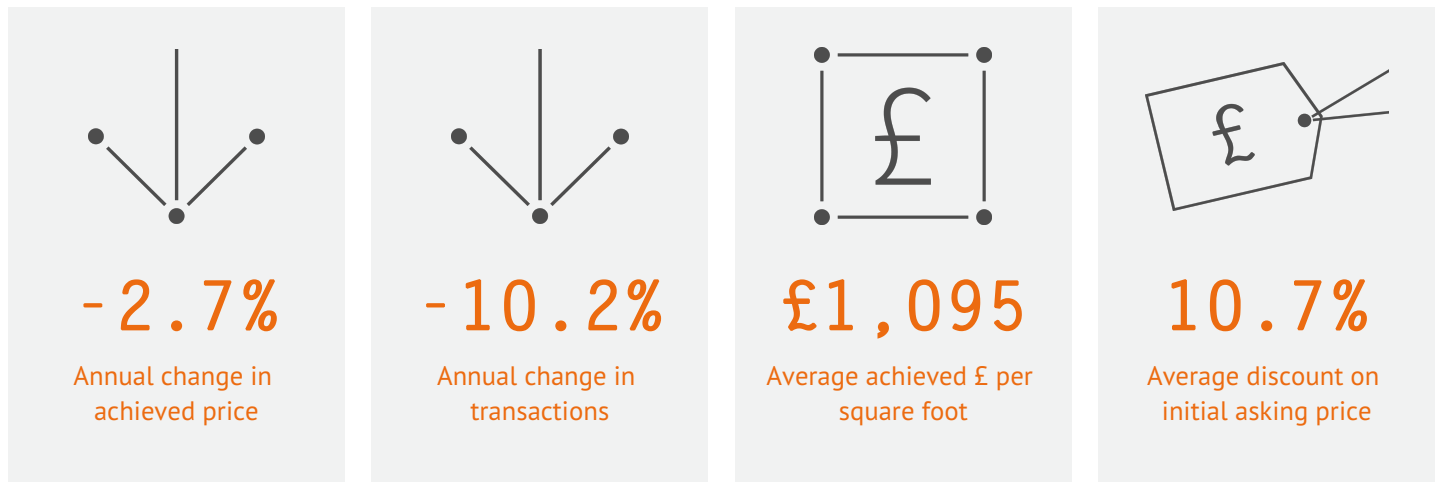 £
£
-2.7%
Annual change in
achieved price
-10.2%
Annual change in
transactions
£1,095
Average achieved £ per
square foot
10.7%
Average discount on
initial asking price